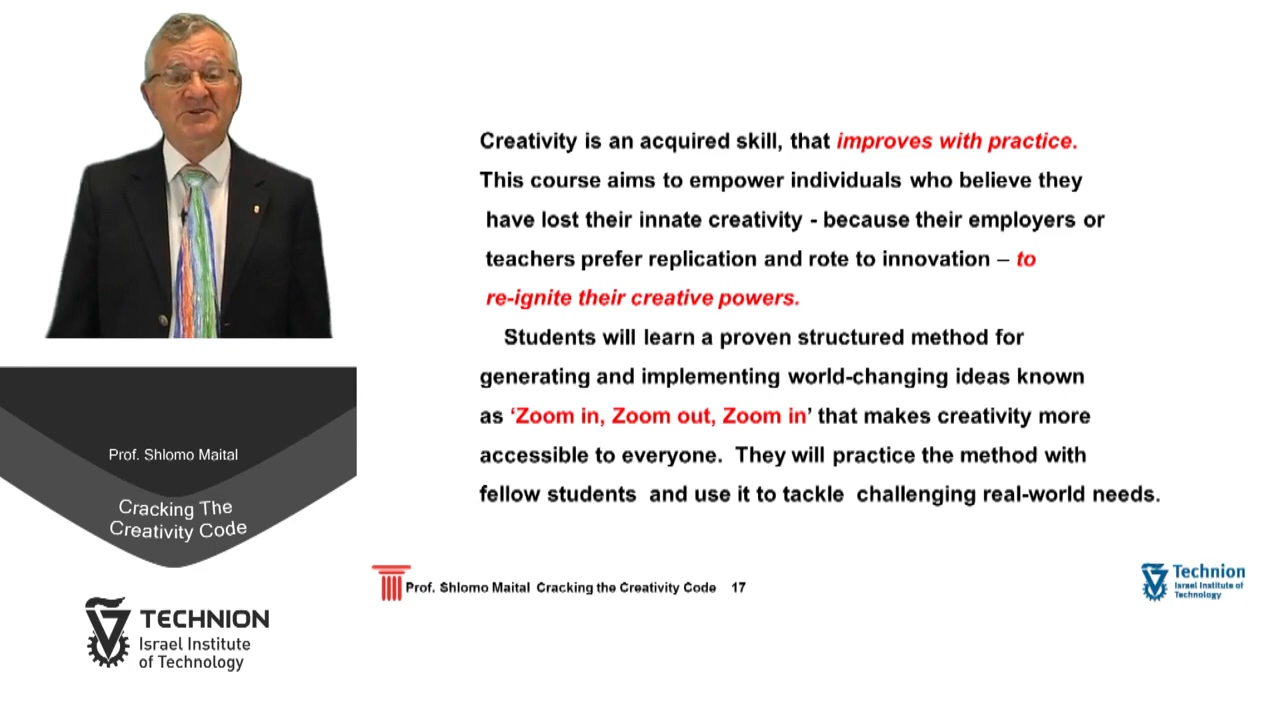 Creativity is an acquired skill, that improves with practice.
This course aims to empower individuals who believe they
have lost their innate creativity - because their employers or
teachers prefer replication and rote to innovation – to
re-ignite their creative powers.
Students will learn a proven structured method for
generating and implementing world-changing ideas known
as ‘Zoom in, Zoom out, Zoom in’ that makes creativity more
accessible to everyone. They will practice the method with
fellow students and use it to tackle challenging real-world needs.
Prof. Shlomo Maital
Cracking The
Creativity Code
TECHNION
Israel Institute
of Technology
Prof. Shlomo Maital Cracking the Creativity Code 17
Technion
Israel Institute of
Technology